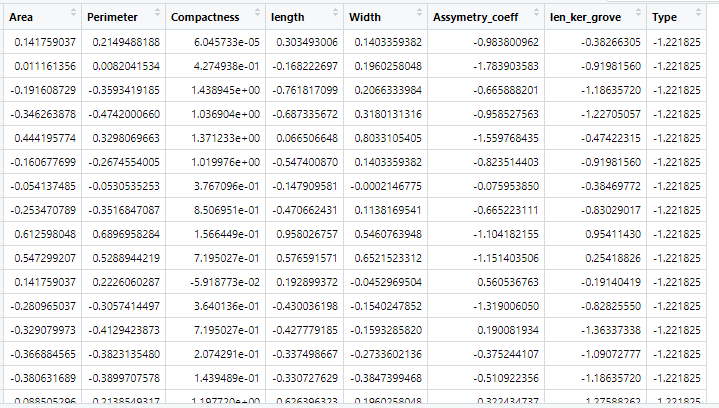 Area Perimeter Compactness length Width Assymetry_coeff len_ker_grove Type
0.141759037 0.2149488188 6.045733e-05 0.303493006 0.1403359382 -0.983800962 -0.38266305 -1.221825
0.011161356 0.0082041534 4.274938e-01 -0.168222697 0.1960258048 -1.783903583 -0.91981560 -1.221825
-0.191608729 -0.3593419185 1.438945e+00 -0.761817099 0.2066333984 -0.665888201 -1.18635720 -1.221825
-0.346263878 -0.4742000660 1.036904e+00 -0.687335672 0.3180131316 -0.958527563 -1.22705057 -1.221825
0.444195774 0.3298069663 1.371233e+00 0.066506648 0.8033105405 -1.559768435 -0.47422315 -1.221825
-0.160677699 -0.2674554005 1.019976e+00 -0.547400870 0.1403359382 -0.823514403 -0.91981560 -1.221825
-0.054137485 -0.0530535253 3.767096e-01 -0.147909581 -0.0002146775 -0.075953850 -0.38469772 -1.221825
-0.253470789 -0.3516847087 8.506951e-01 -0.470662431 0.1138169541 -0.665223111 -0.83029017 -1.221825
0.612598048 0.6896958284 1.566449e-01 0.958026757 0.5460763948 -1.104182155 0.95411430 -1.221825
0.547299207 0.5288944219 7.195027e-01 0.576591571 0.6521523312 -1.151403506 0.25418826 -1.221825
0.141759037 0.2226060287 -5.918773e-02 0.192899372 -0.0452969504 0.560536763 -0.19140419 -1.221825
-0.280965037 -0.3057414497 3.640136e-01 -0.430036198 -0.1540247852 -1.319006050 -0.82825550 -1.221825
-0.329079973 -0.4129423873 7.195027e-01 -0.427779185 -0.1593285820 0.190081934 -1.36337338 -1.221825
-0.366884565 -0.3823135480 2.074291e-01 -0.337498667 -0.2733602136 -0.375244107 -1.09072777 -1.221825
-0.380631689 -0.3899707578 1.439489e-01 -0.330727629 -0.3847399468 -0.510922356 -1.18635720 -1.221825